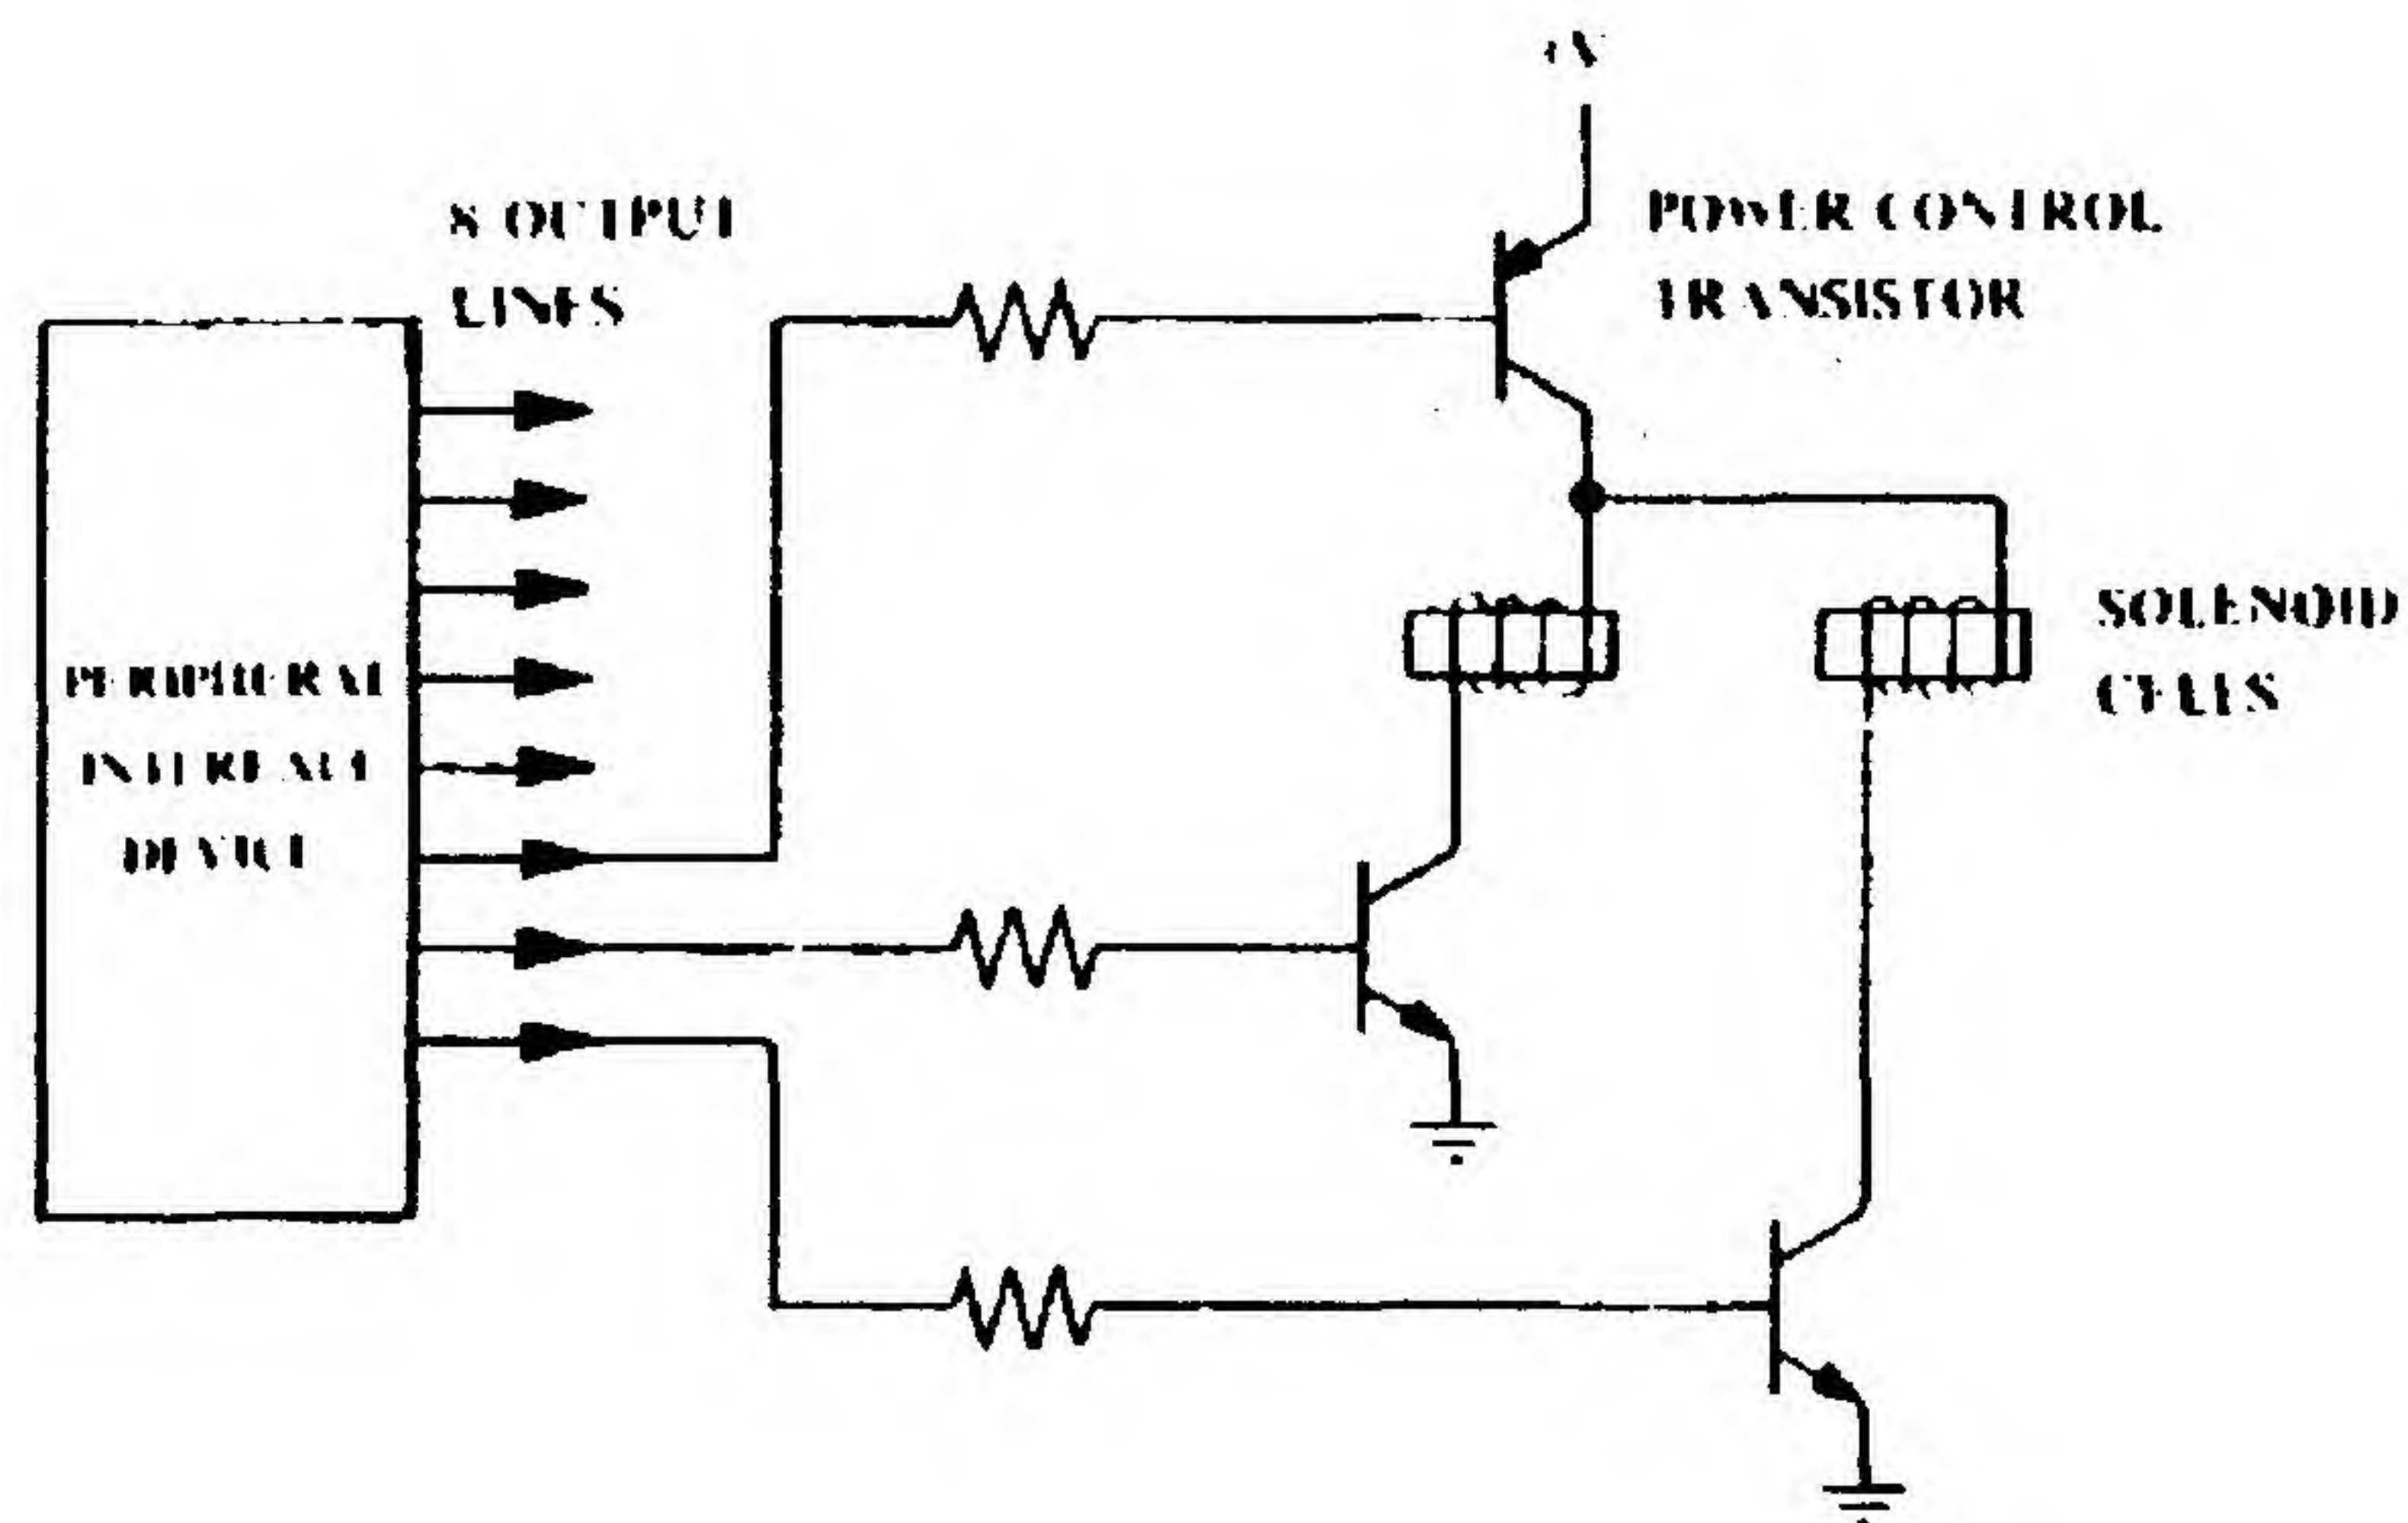 +V
8 OUTPUT
LINES
POWER CONTROL
TRANSISTOR
SOLENOID
CELLS
PERIPHERAL
INTERFACE
DEVICE